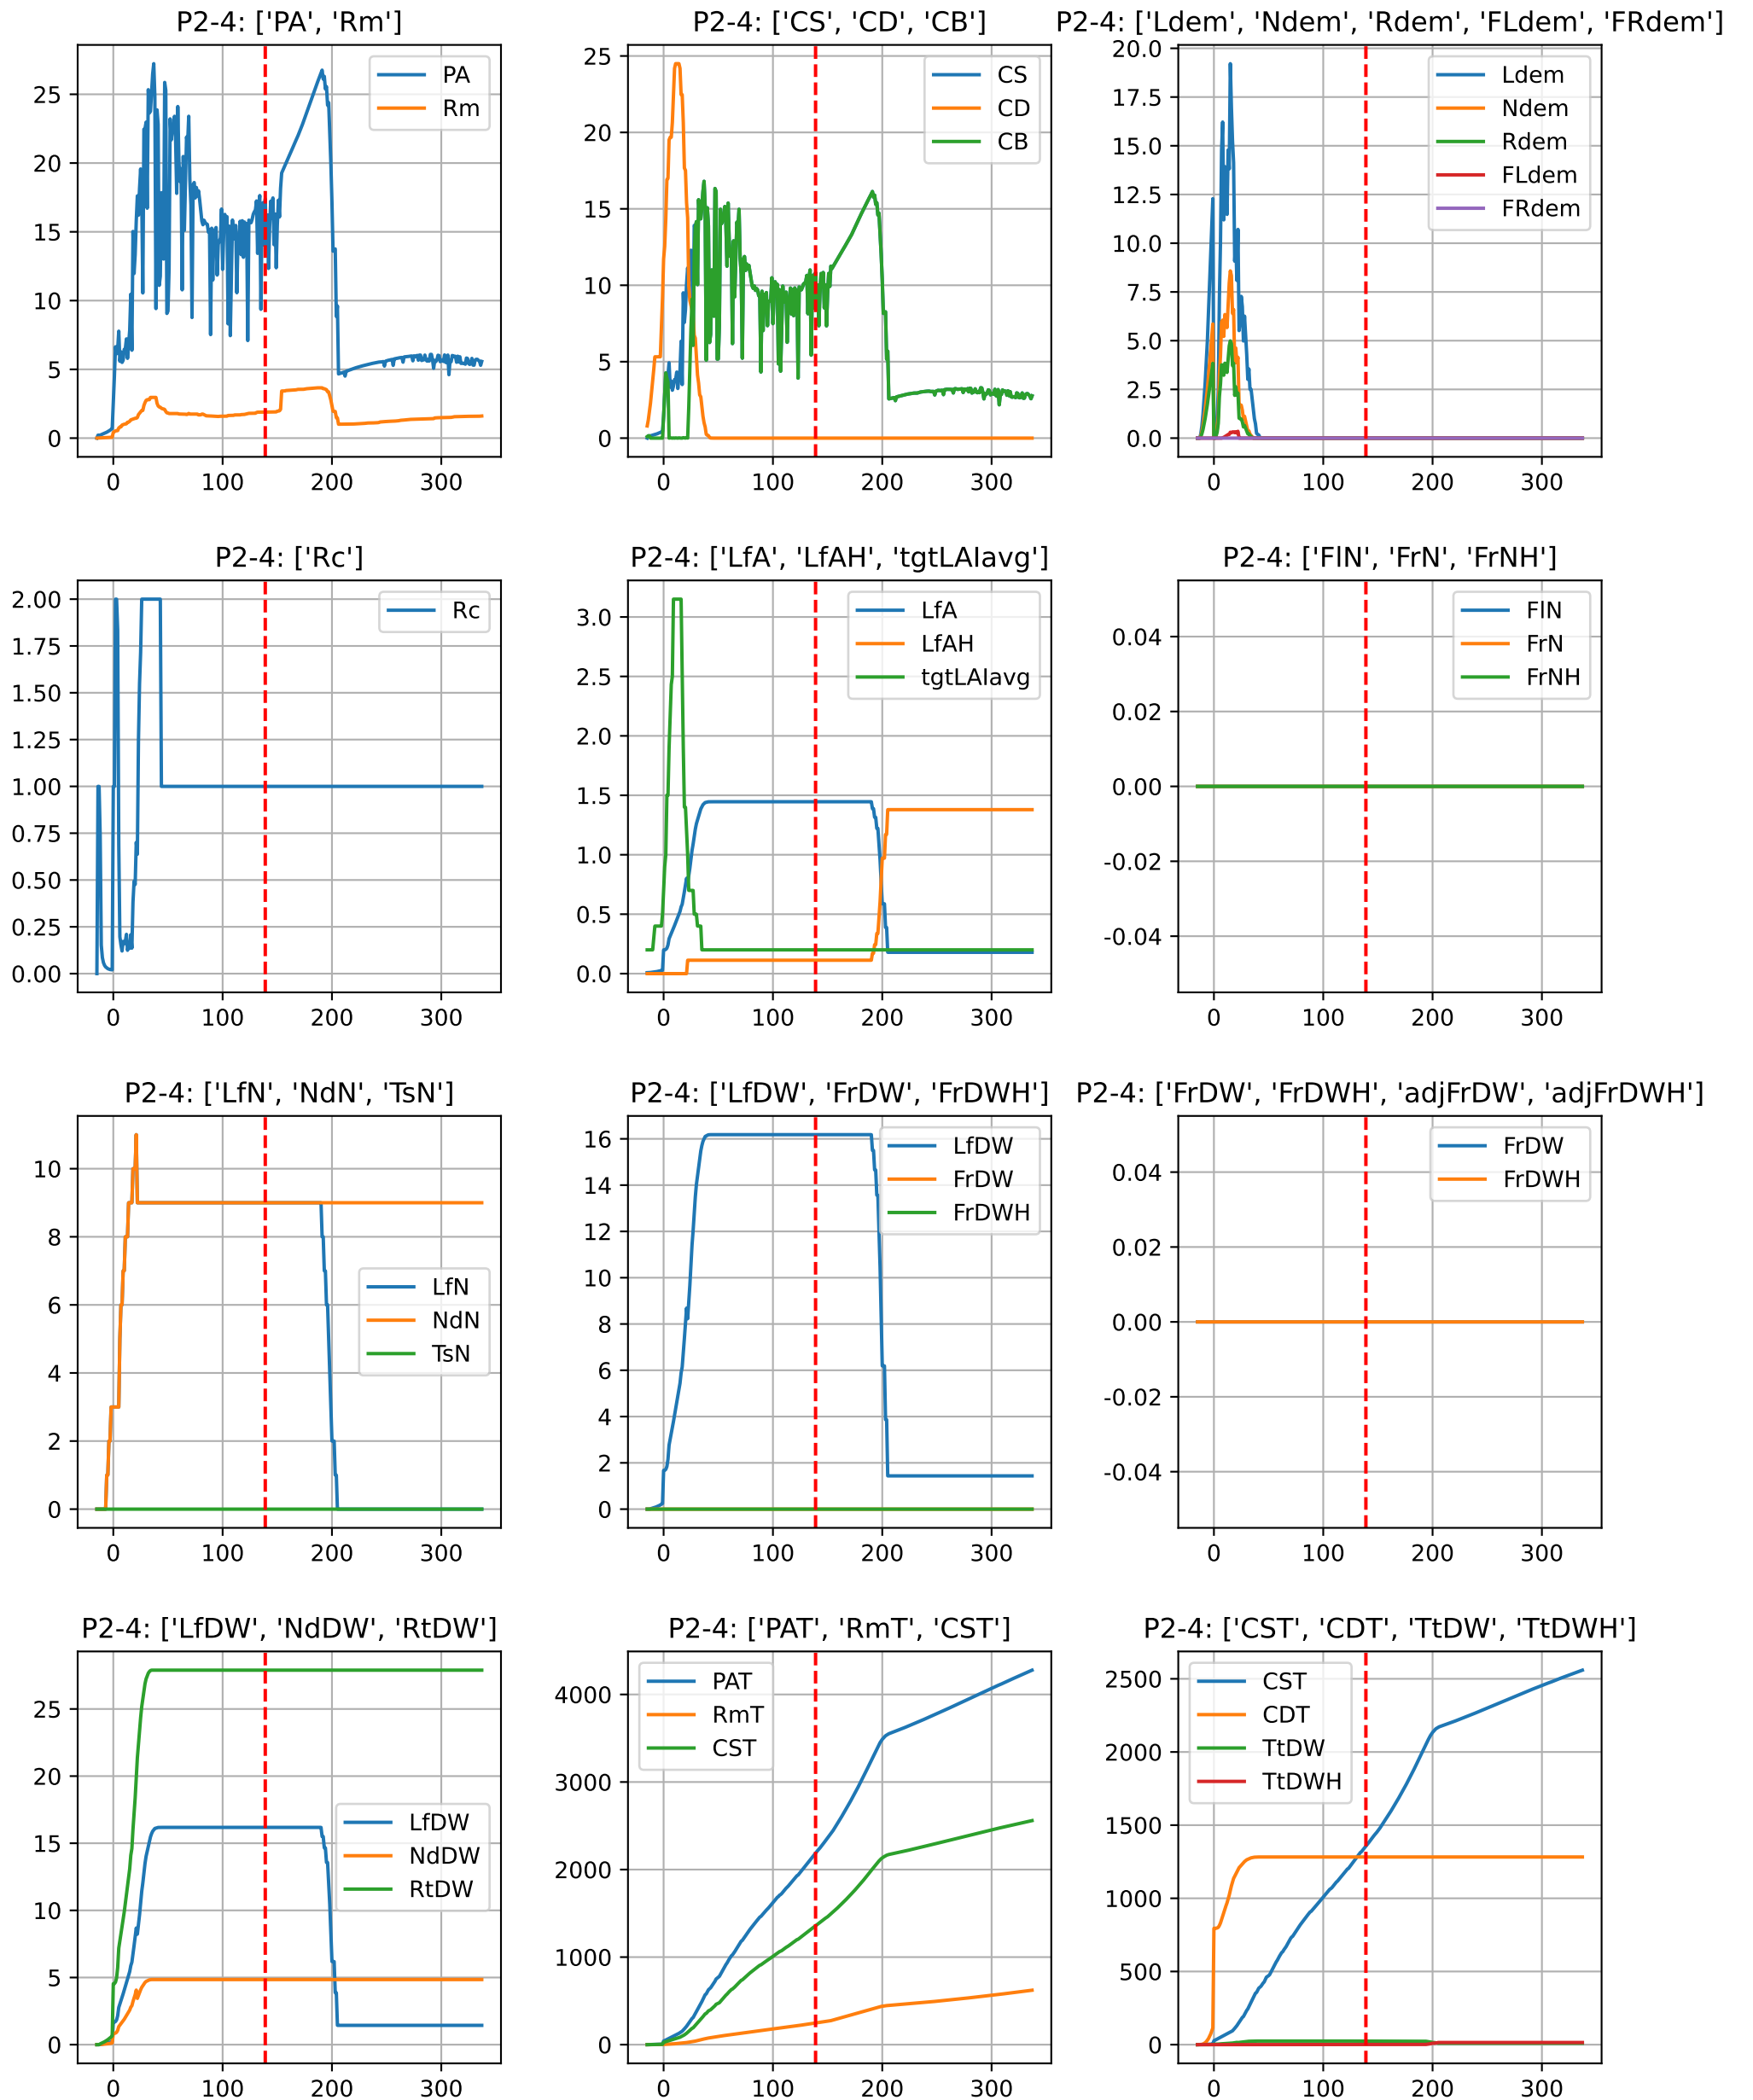 P2-4: ['PA', 'Rm']
25
20
15
10
5
0
0 100 200 300
PA
Rm
P2-4: ['CS', 'CD', 'CB']
25
20
15
10
5
0
0 100 200 300
CS
CD
CB
P2-4: ['Ldem', 'Ndem', 'Rdem', 'FLdem', 'FRdem']
20.0
17.5
15.0
12.5
10.0
7.5
5.0
2.5
0.0
0 100 200 300
Ldem
Ndem
Rdem
FLdem
FRdem
P2-4: ['Rc']
2.00
1.75
1.50
1.25
1.00
0.75
0.50
0.25
0.00
0 100 200 300
Rc
P2-4: ['LfA', 'LfAH', 'tgtLAIavg']
3.0
2.5
2.0
1.5
1.0
0.5
0.0
0 100 200 300
LfA
LfAH
tgtLAIavg
P2-4: ['FlN', 'FrN', 'FrNH']
0.04
0.02
0.00
-0.02
-0.04
0 100 200 300
FlN
FrN
FrNH
P2-4: ['LfN', 'NdN', 'TsN']
10
8
6
4
2
0
0 100 200 300
LfN
NdN
TsN
P2-4: ['LfDW', 'FrDW', 'FrDWH']
16
14
12
10
8
6
4
2
0
0 100 200 300
LfDW
FrDW
FrDWH
P2-4: ['FrDW', 'FrDWH', 'adjFrDW', 'adjFrDWH']
0.04
0.02
0.00
-0.02
-0.04
0 100 200 300
FrDW
FrDWH
P2-4: ['LfDW', 'NdDW', 'RtDW']
25
20
15
10
5
0
0 100 200 300
LfDW
NdDW
RtDW
P2-4: ['PAT', 'RmT', 'CST']
4000
3000
2000
1000
0
0 100 200 300
PAT
RmT
CST
P2-4: ['CST', 'CDT', 'TtDW', 'TtDWH']
2500
2000
1500
1000
500
0
0 100 200 300
CST
CDT
TtDW
TtDWH